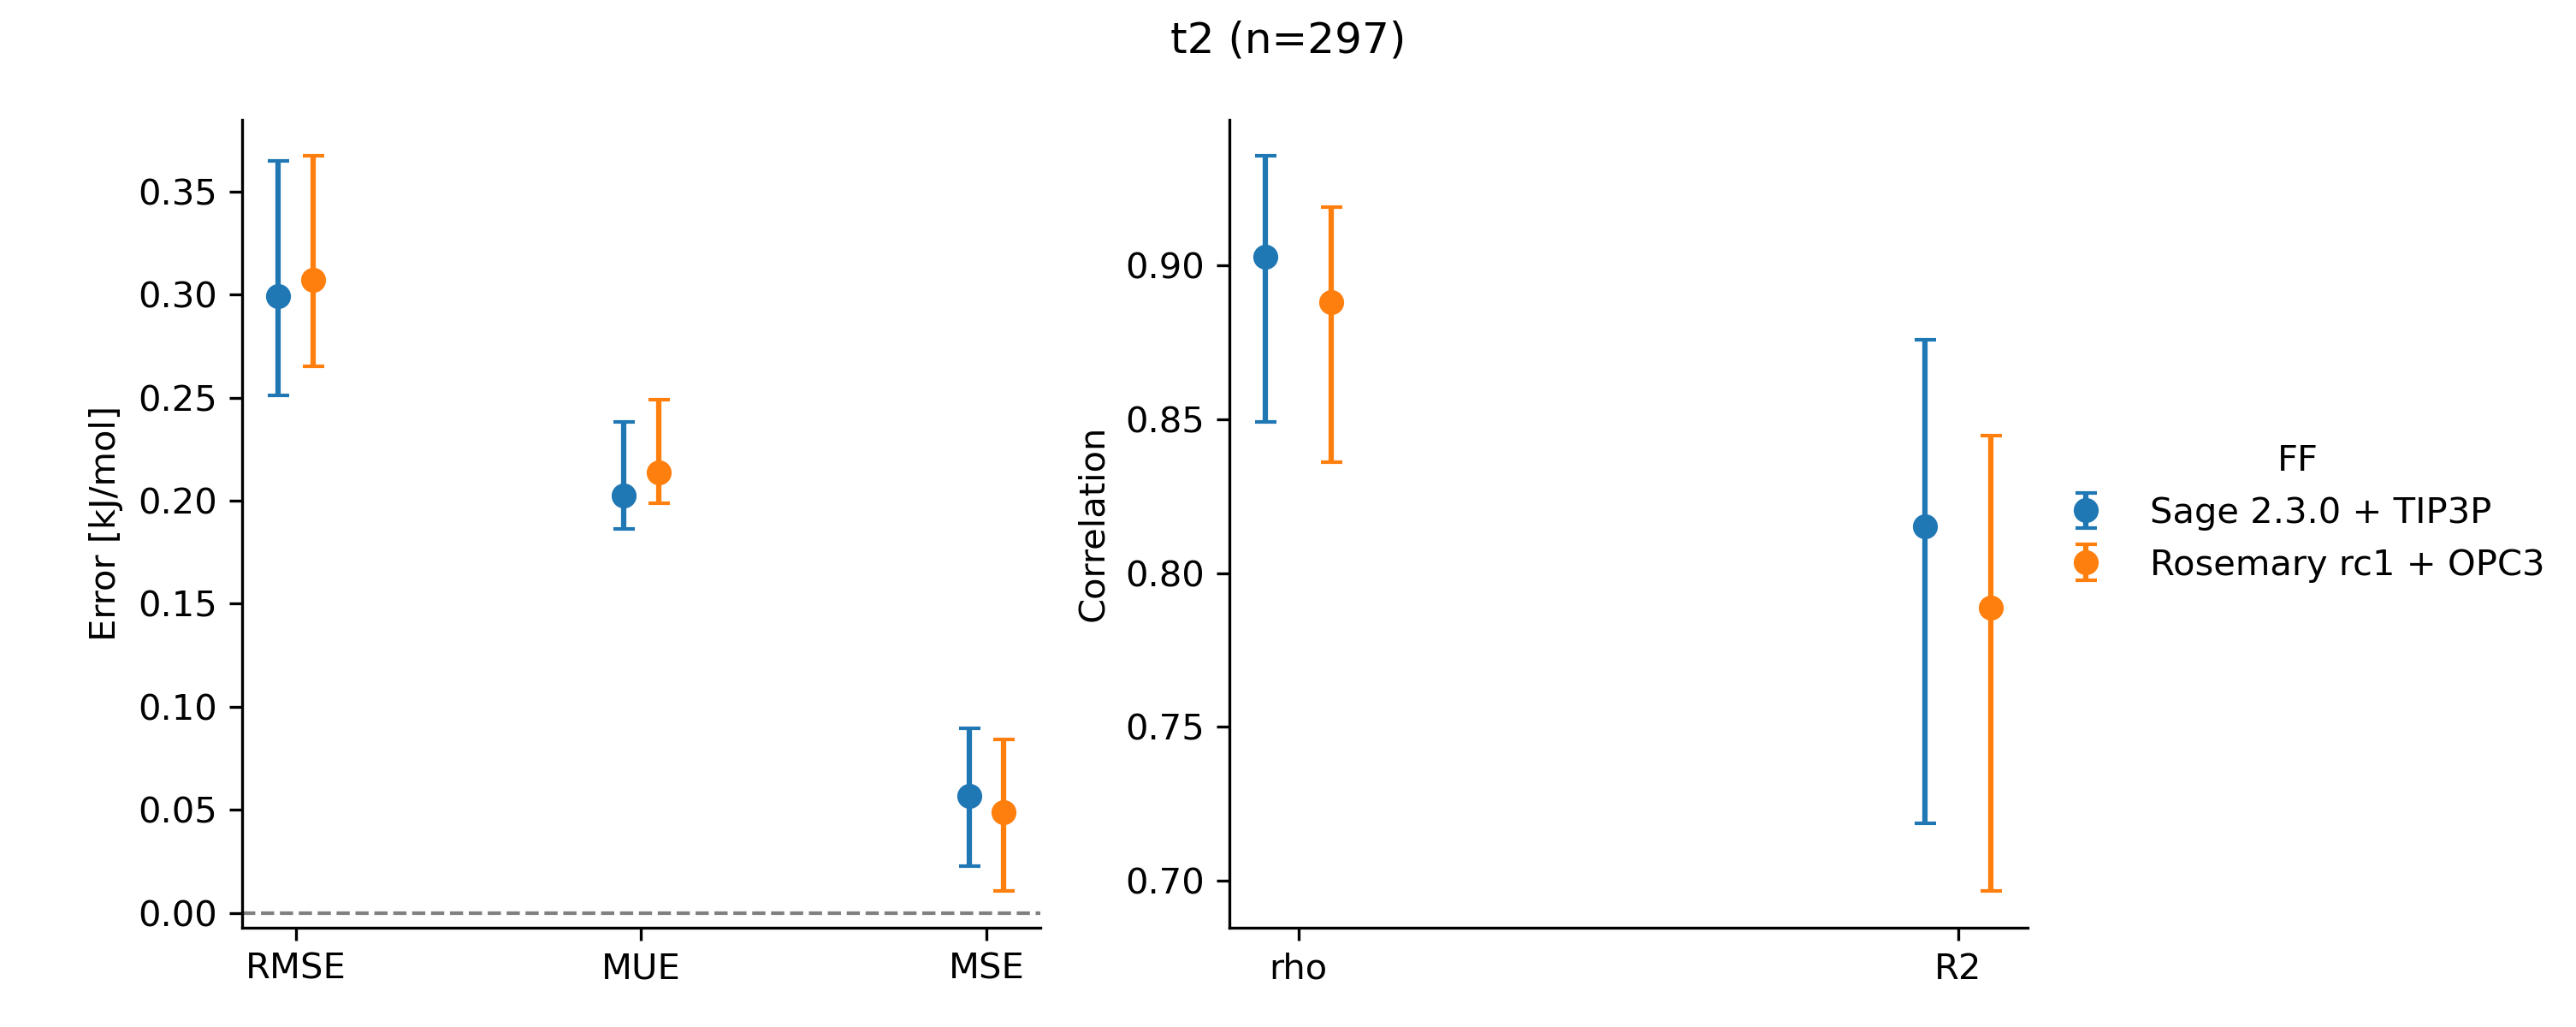 t2 (n=297)
Error [kJ/mol]
0.35
0.30
0.25
0.20
0.15
0.10
0.05
0.00
RMSE
MUE
MSE
Correlation
0.90
0.85
0.80
0.75
0.70
rho
R2
FF
Sage 2.3.0 + TIP3P
Rosemary rc1 + OPC3